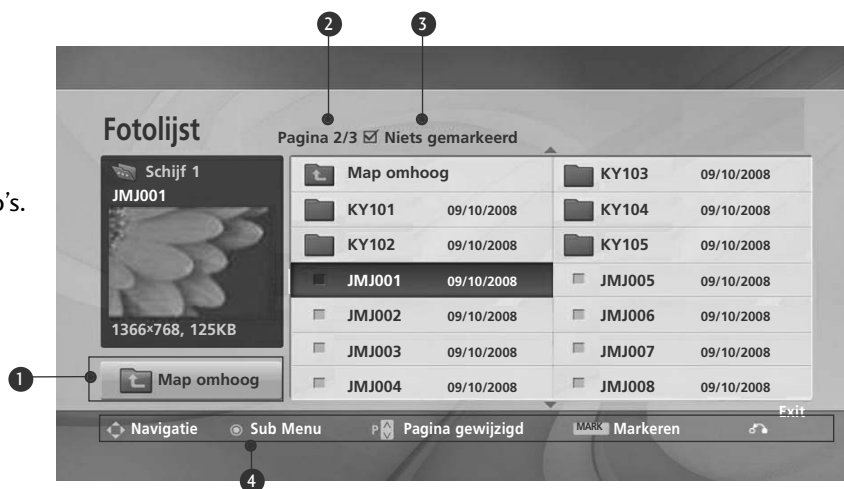 2 3
Fotolijst
Pagina 2/3 Niets gemarkeerd
Schijf 1
JMJ001
1366×768, 125KB
Map omhoog
Map omhoog
KY101 09/10/2008
KY102 09/10/2008
JMJ001 09/10/2008
JMJ002 09/10/2008
JMJ003 09/10/2008
JMJ004 09/10/2008
KY103 09/10/2008
KY104 09/10/2008
KY105 09/10/2008
JMJ005 09/10/2008
JMJ006 09/10/2008
JMJ007 09/10/2008
JMJ008 09/10/2008
o's.
1
Exit
Navigatie Sub Menu P Pagina gewijzigd MARK Markeren
4